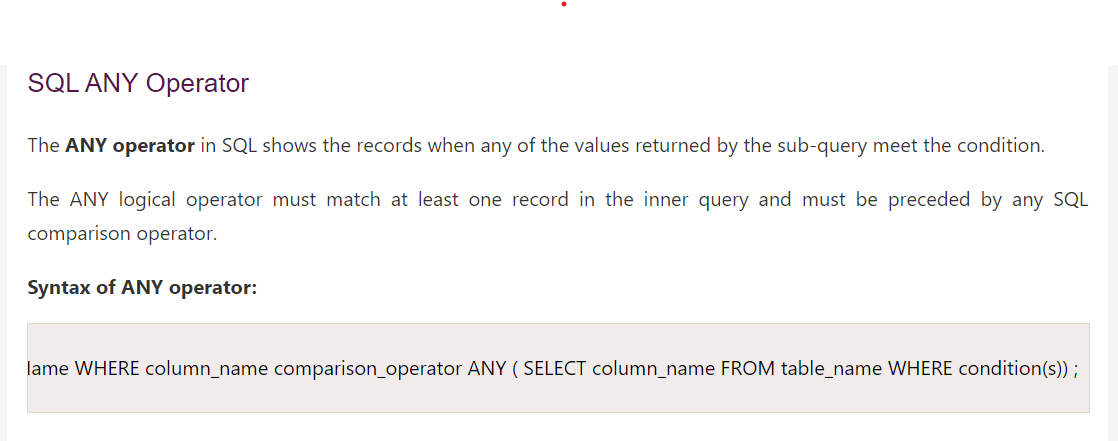 SQL ANY Operator
The ANY operator in SQL shows the records when any of the values returned by the sub-query meet the condition.
The ANY logical operator must match at least one record in the inner query and must be preceded by any SQL
comparison operator.
Syntax of ANY operator:
WHERE column_name comparison_operator ANY ( SELECT column_name FROM table_name WHERE condition(s)) ;